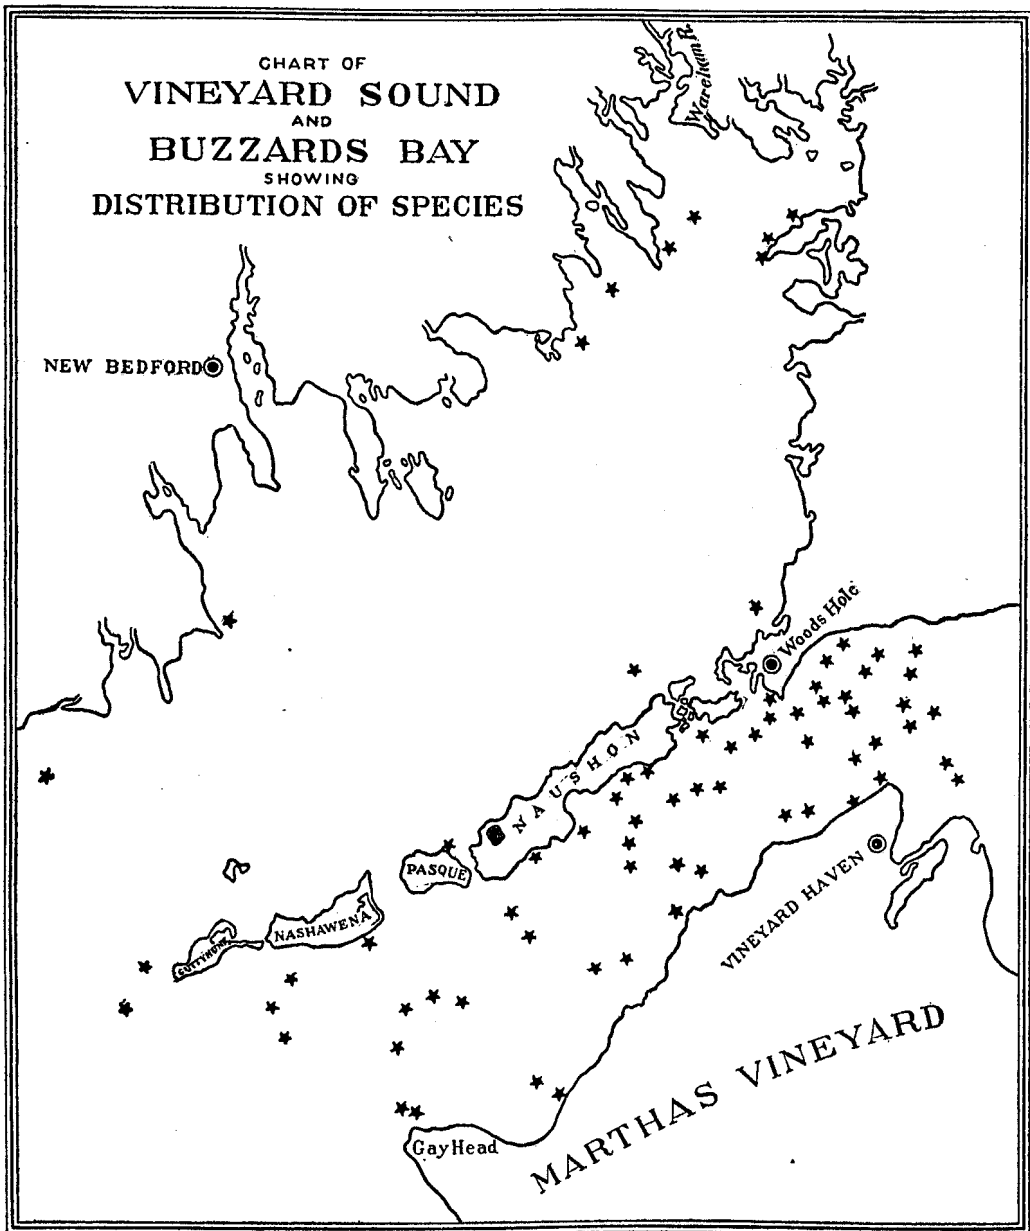 CHART OF
VINEYARD SOUND
AND
BUZZARDS BAY
SHOWING
DISTRIBUTION OF SPECIES
Wareham R.
NEW BEDFORD
Woods Hole
NAUSHON
PASQUE
NASHAWENA
CUTTYHUNK
VINEYARD HAVEN
MARTHAS VINEYARD
Gay Head